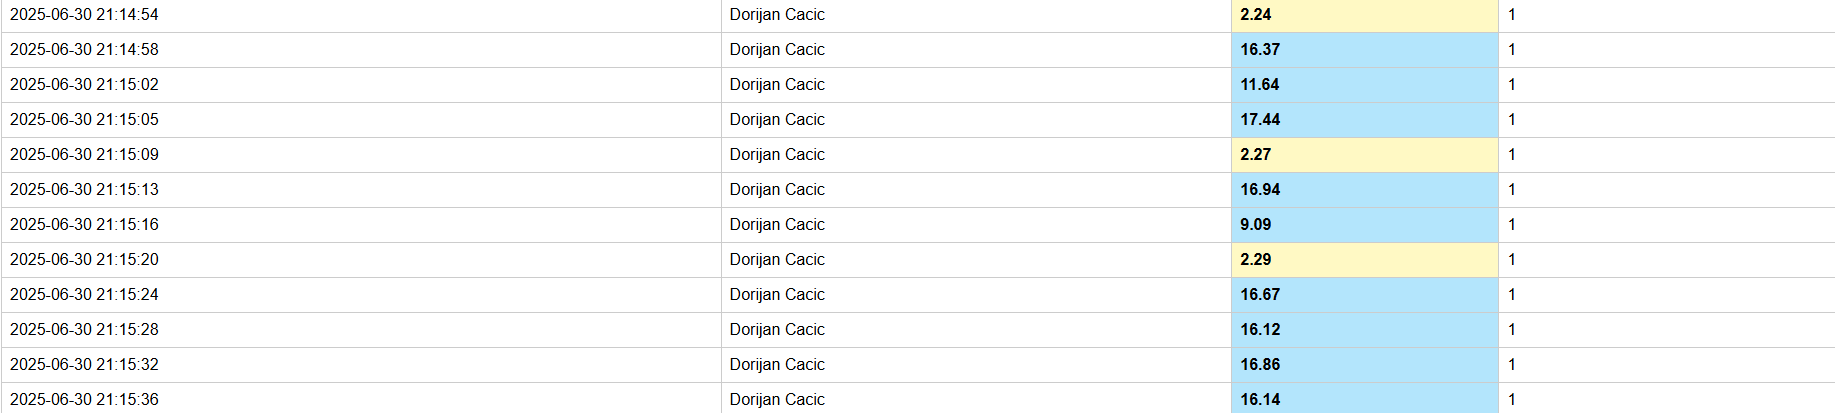 2025-06-30 21:14:54 Dorijan Cacic 2.24 1
2025-06-30 21:14:58 Dorijan Cacic 16.37 1
2025-06-30 21:15:02 Dorijan Cacic 11.64 1
2025-06-30 21:15:05 Dorijan Cacic 17.44 1
2025-06-30 21:15:09 Dorijan Cacic 2.27 1
2025-06-30 21:15:13 Dorijan Cacic 16.94 1
2025-06-30 21:15:16 Dorijan Cacic 9.09 1
2025-06-30 21:15:20 Dorijan Cacic 2.29 1
2025-06-30 21:15:24 Dorijan Cacic 16.67 1
2025-06-30 21:15:28 Dorijan Cacic 16.12 1
2025-06-30 21:15:32 Dorijan Cacic 16.86 1
2025-06-30 21:15:36 Dorijan Cacic 16.14 1